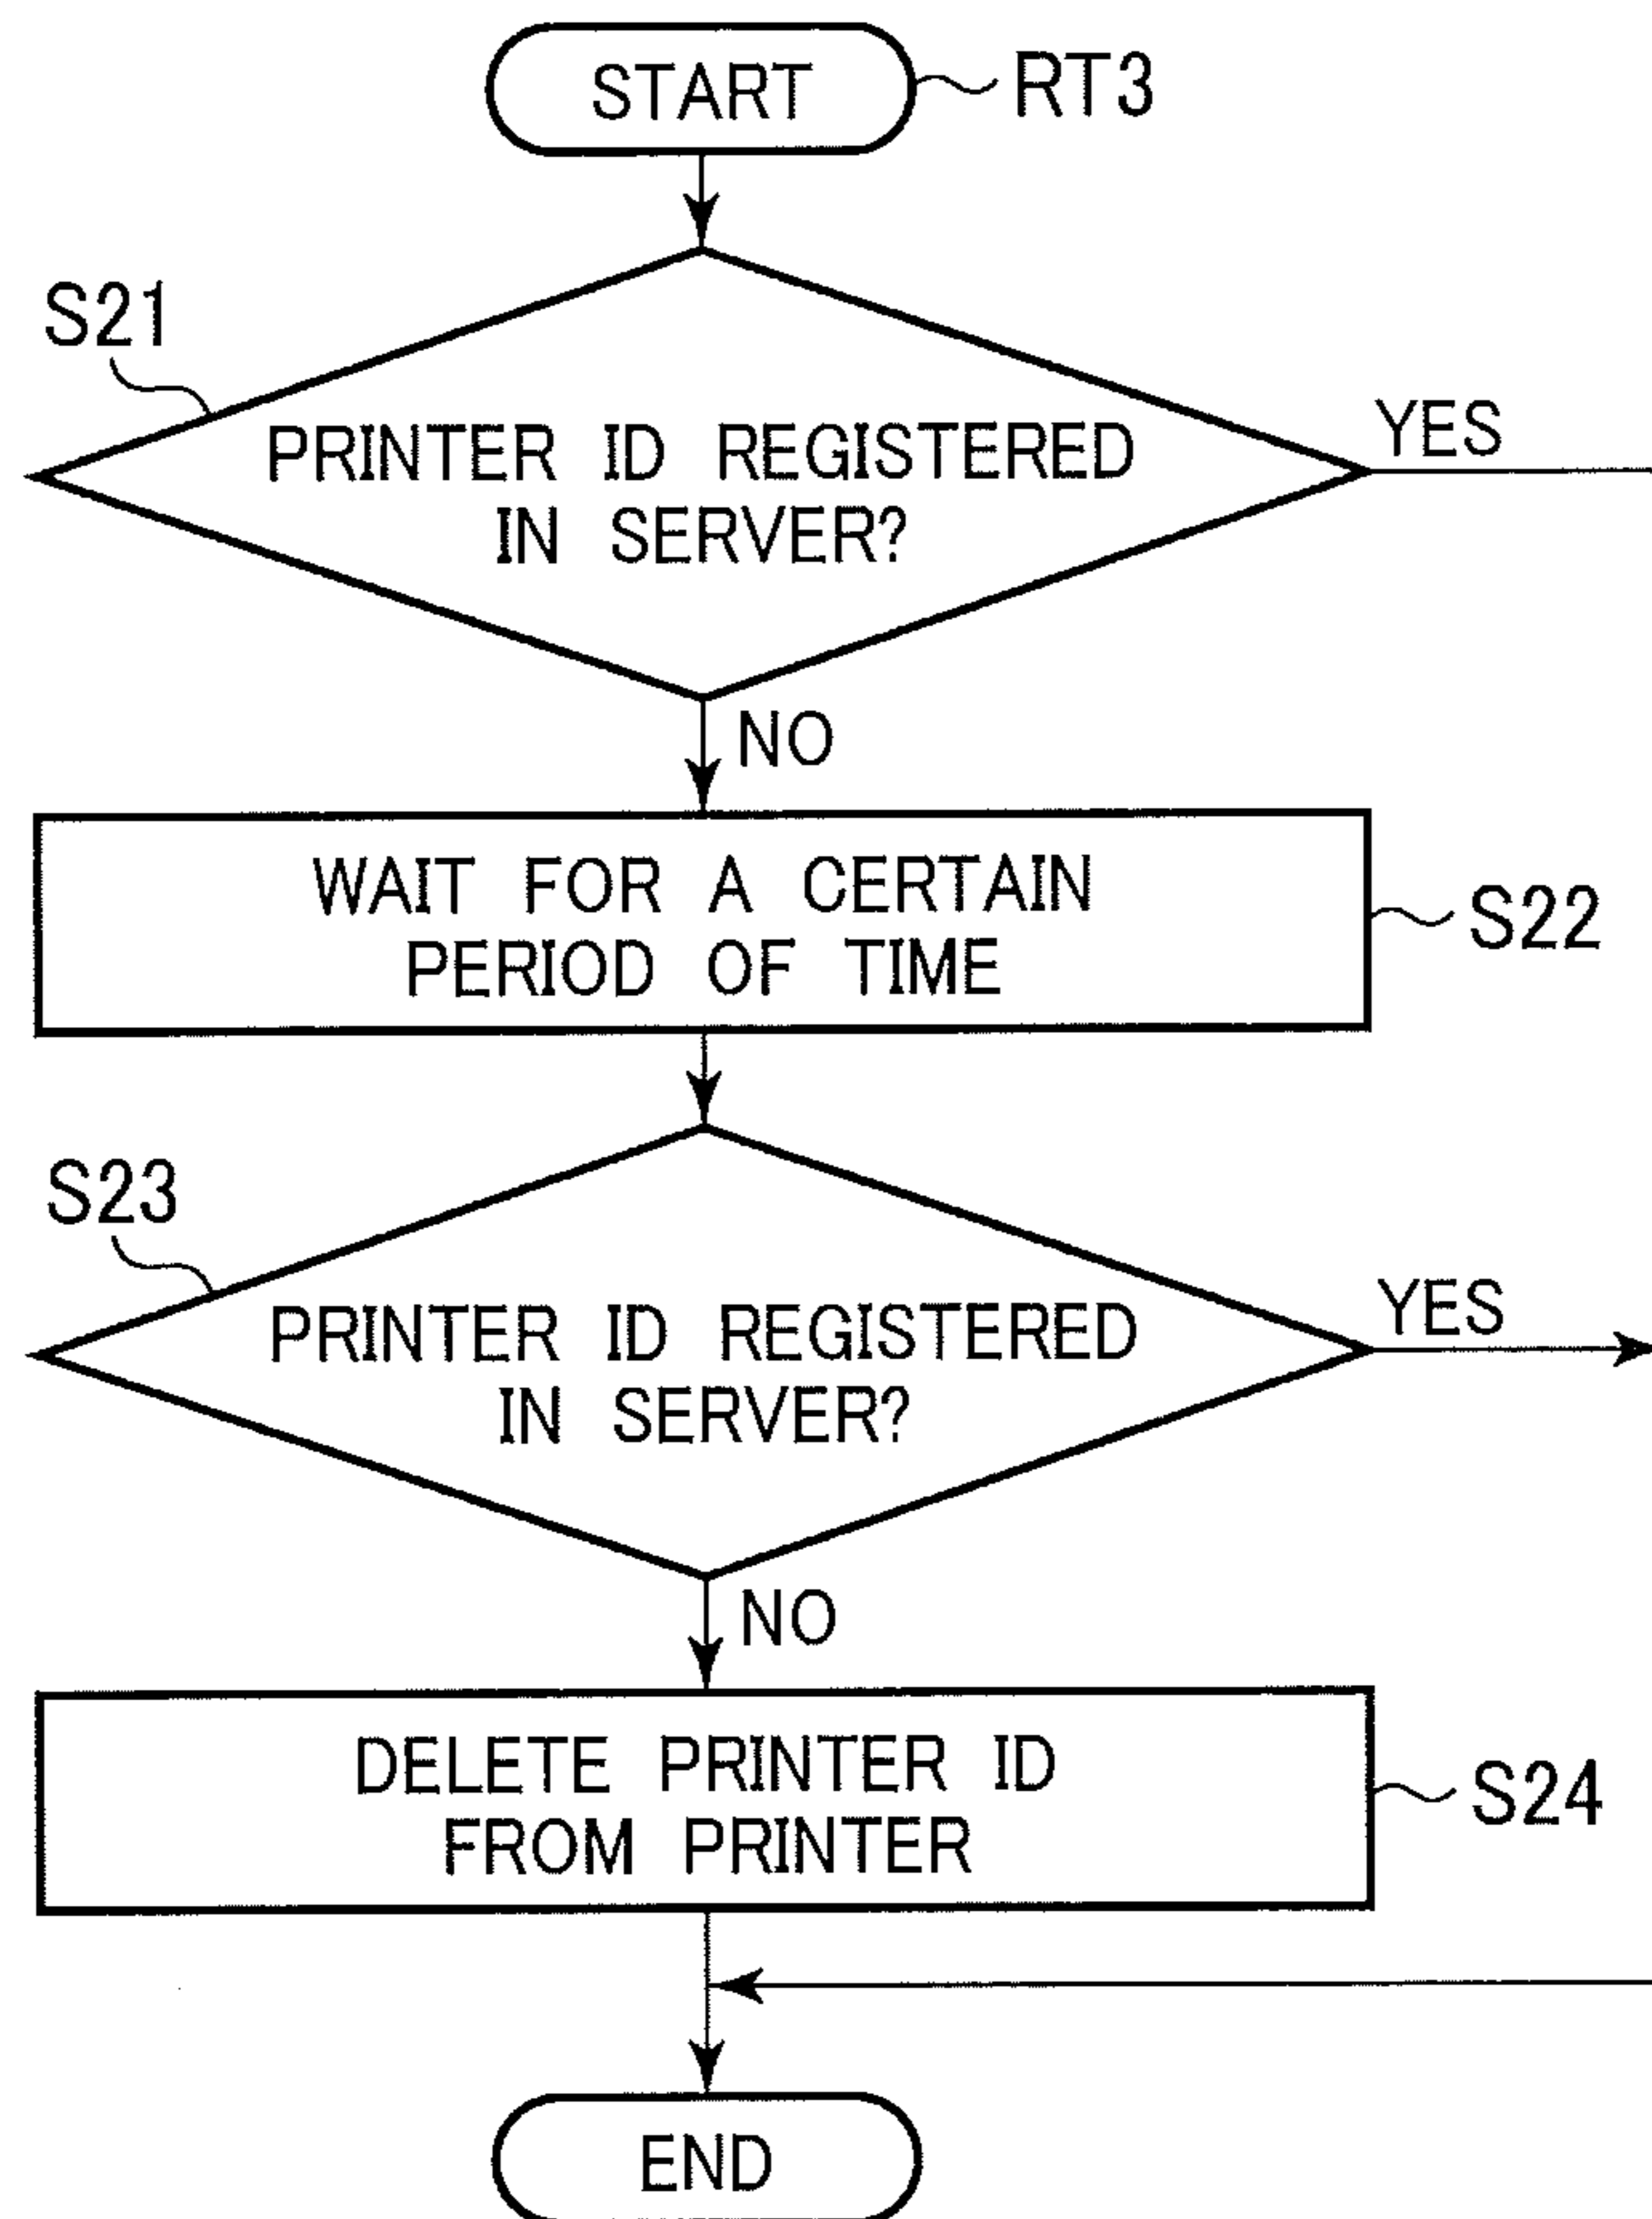 START
RT3
S21
PRINTER ID REGISTERED
IN SERVER?
YES
NO
WAIT FOR A CERTAIN
PERIOD OF TIME
S22
S23
PRINTER ID REGISTERED
IN SERVER?
YES
NO
DELETE PRINTER ID
FROM PRINTER
S24
END